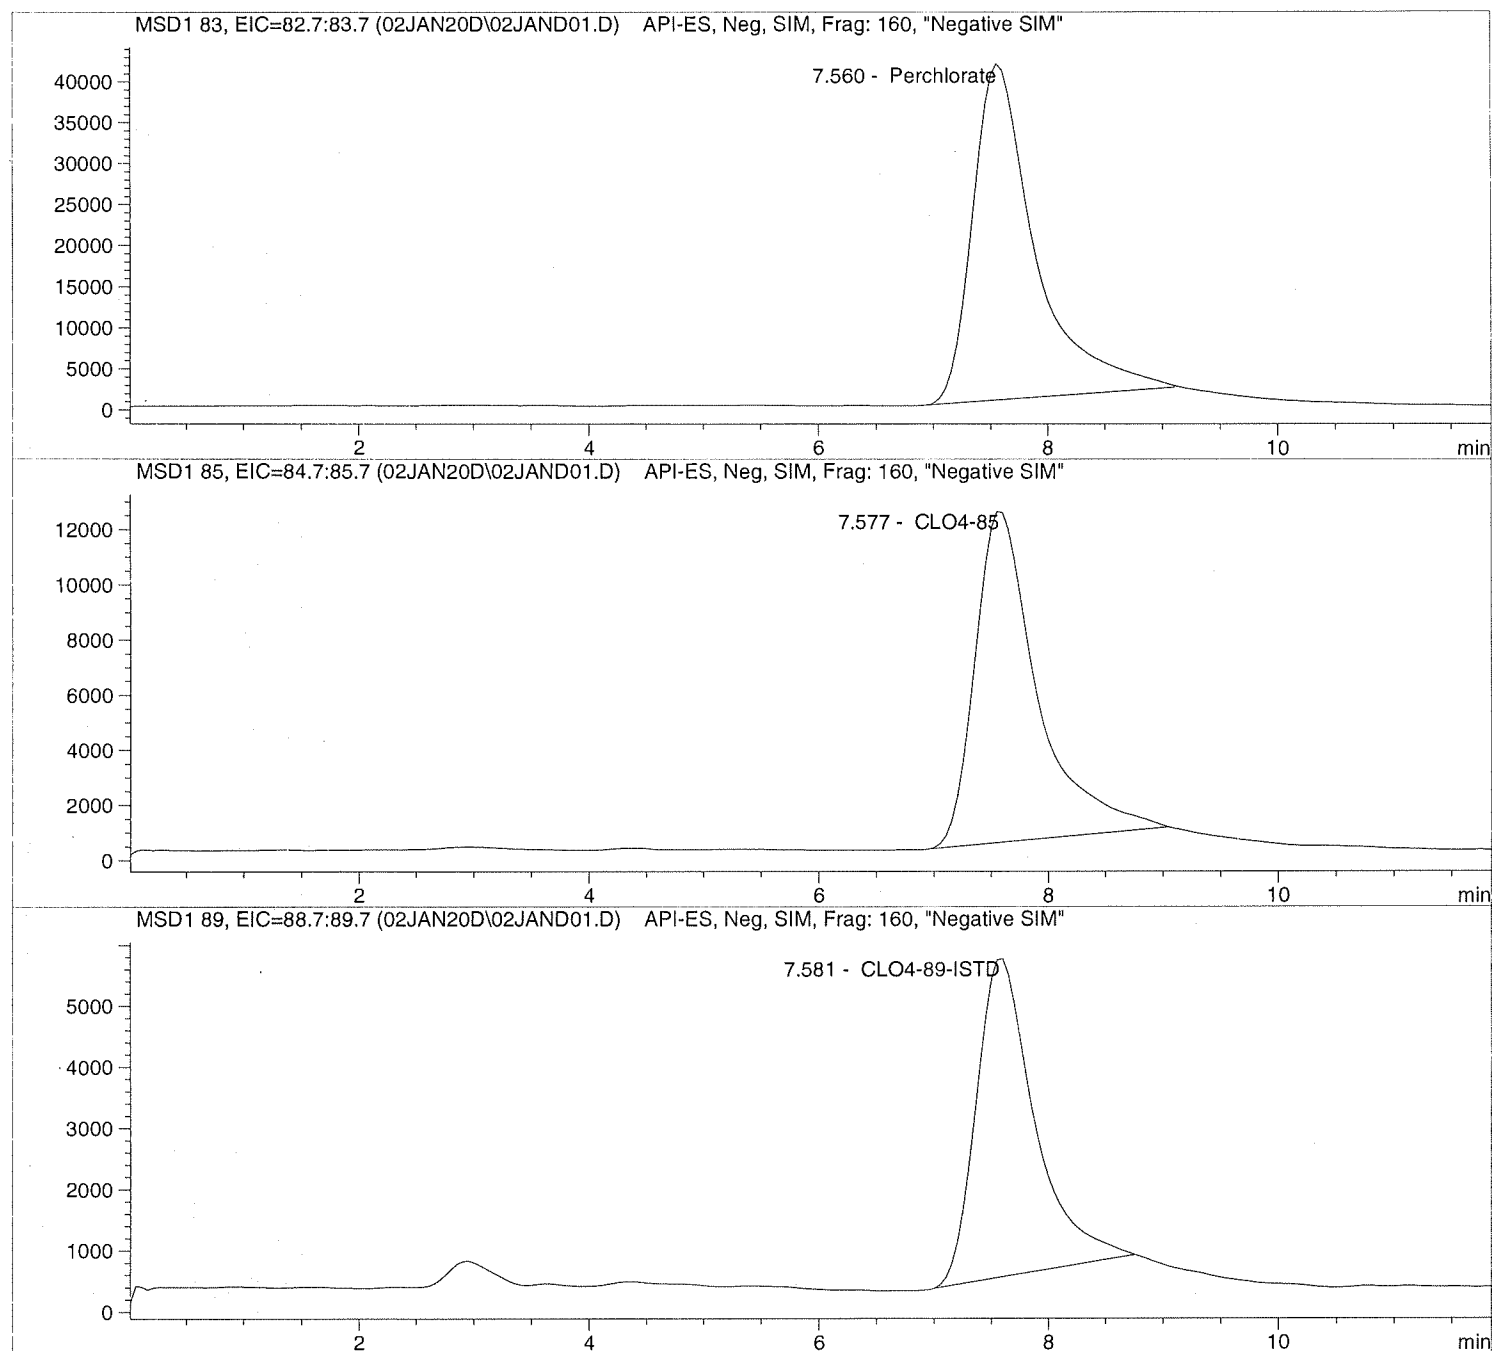 MSD1 83, EIC=82.7:83.7 (02JAN20D\02JAND01.D) API-ES, Neg, SIM, Frag: 160, "Negative SIM"
7.560 - Perchlorate
40000
35000
30000
25000
20000
15000
10000
5000
0
2 4 6 8 10 min
MSD1 85, EIC=84.7:85.7 (02JAN20D\02JAND01.D) API-ES, Neg, SIM, Frag: 160, "Negative SIM"
7.577 - CLO4-85
12000
10000
8000
6000
4000
2000
0
2 4 6 8 10 min
MSD1 89, EIC=88.7:89.7 (02JAN20D\02JAND01.D) API-ES, Neg, SIM, Frag: 160, "Negative SIM"
7.581 - CLO4-89-ISTD
5000
4000
3000
2000
1000
0
2 4 6 8 10 min